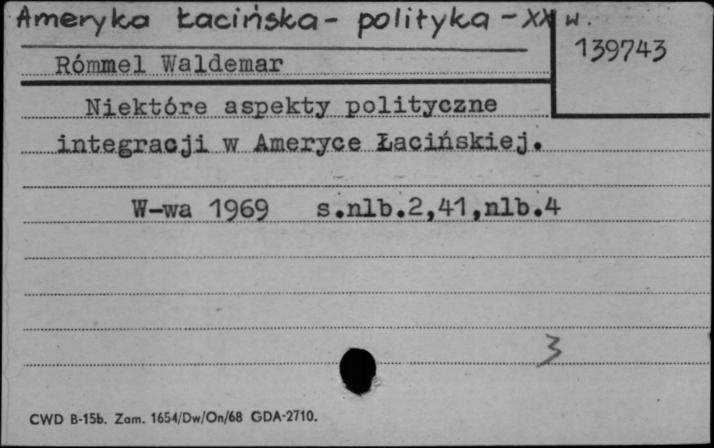 Ameryka Łacińska - polityka - XX w.
139743
Rómmel Waldemar
Niektóre aspekty polityczne
integracji w Ameryce Łacińskiej.
W-wa 1969 s.nlb.2,41,nlb.4
3
CWD B-15b. Zam. 1654/Dw/On/68 GDA-2710.